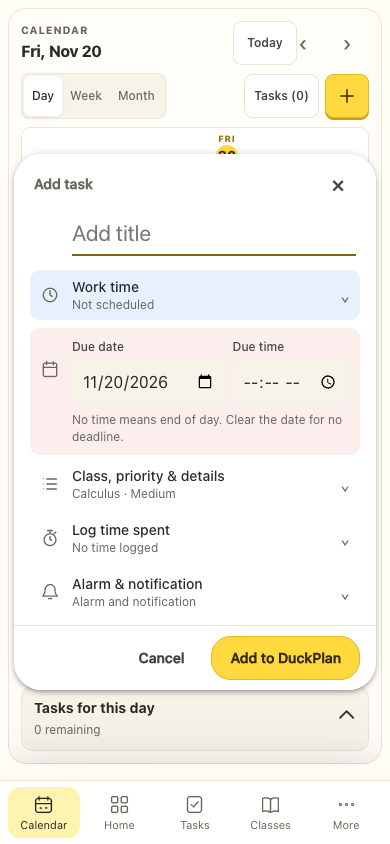 CALENDAR
Fri, Nov 20
Today
Day Week Month
Tasks (0)
FRI
Add task
Add title
Work time
Not scheduled
Due date
Due time
11/20/2026
--:-- --
No time means end of day. Clear the date for no
deadline.
Class, priority & details
Calculus · Medium
Log time spent
No time logged
Alarm & notification
Alarm and notification
Cancel
Add to DuckPlan
Tasks for this day
0 remaining
Calendar
Home
Tasks
Classes
More